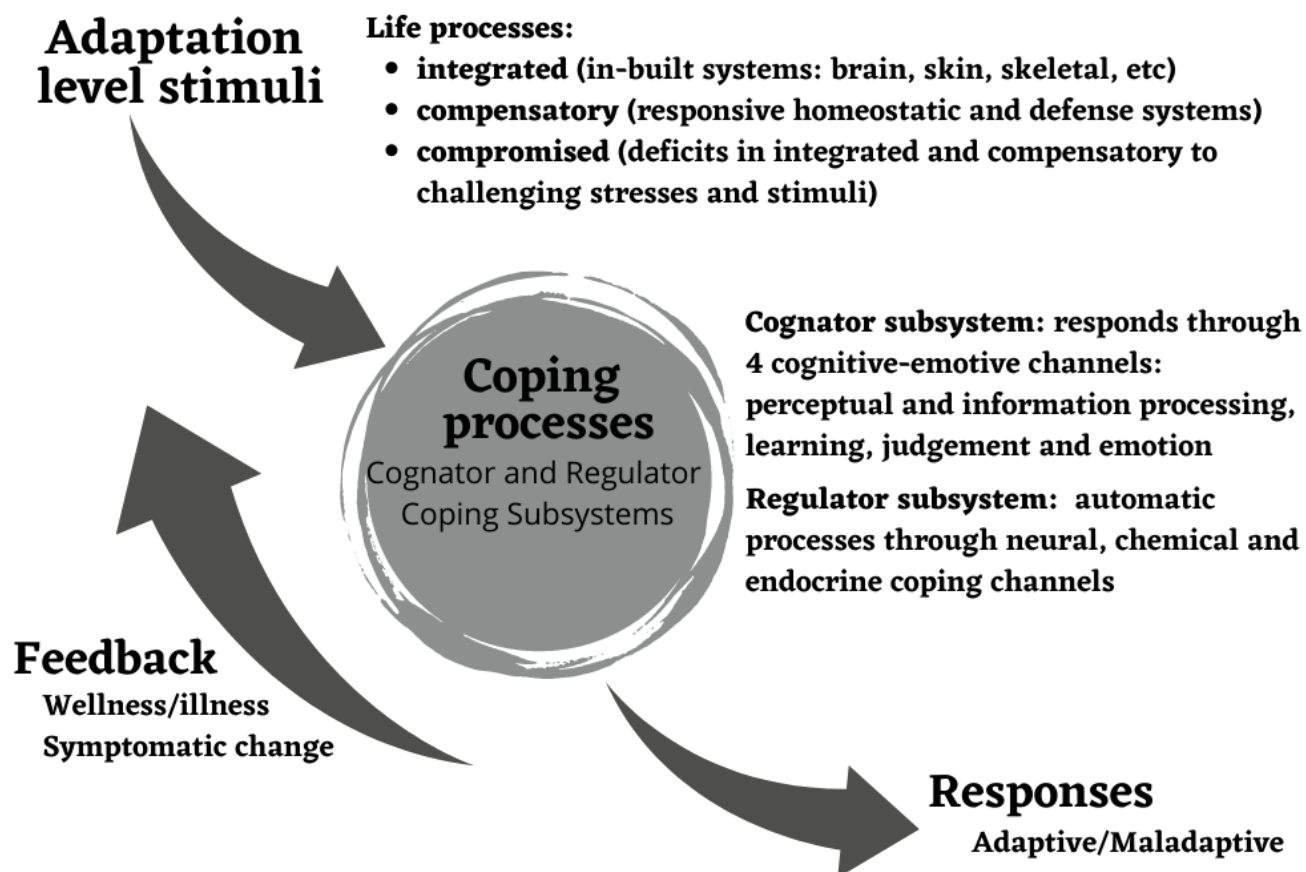 Adaptation
level stimuli
Life processes:
• integrated (in-built systems: brain, skin, skeletal, etc)
• compensatory (responsive homeostatic and defense systems)
• compromised (deficits in integrated and compensatory to
challenging stresses and stimuli)
Coping
processes
Cognator and Regulator
Coping Subsystems
Cognator subsystem: responds through
4 cognitive-emotive channels:
perceptual and information processing,
learning, judgement and emotion
Regulator subsystem: automatic
processes through neural, chemical and
endocrine coping channels
Feedback
Wellness/illness
Symptomatic change
Responses
Adaptive/Maladaptive